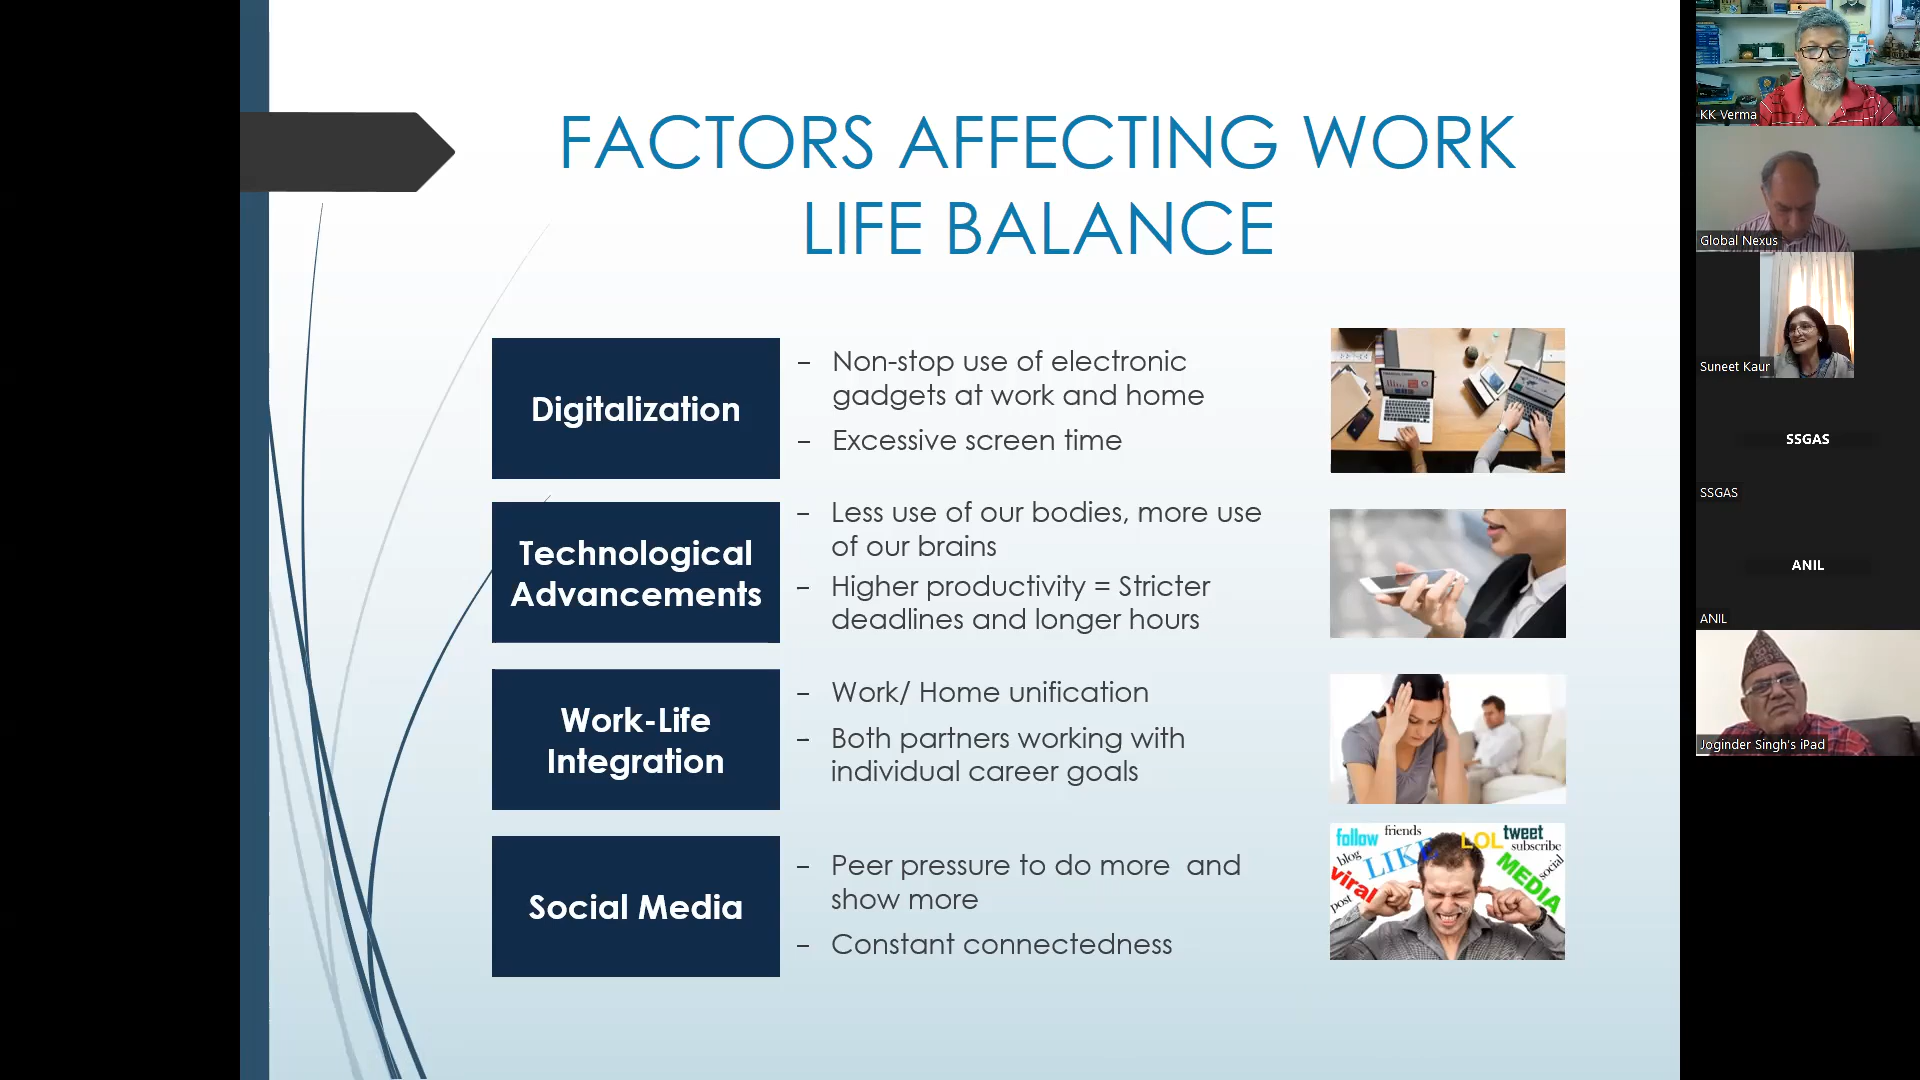 FACTORS AFFECTING WORK
LIFE BALANCE
Digitalization
– Non-stop use of electronic
gadgets at work and home
– Excessive screen time
Technological
Advancements
– Less use of our bodies, more use
of our brains
– Higher productivity = Stricter
deadlines and longer hours
Work-Life
Integration
– Work/ Home unification
– Both partners working with
individual career goals
Social Media
– Peer pressure to do more  and
show more
– Constant connectedness
follow friends LOL tweet
blog LIKE subscribe
viral MEDIA social
post
KK Verma
Global Nexus
Suneet Kaur
SSGAS
SSGAS
ANIL
ANIL
Joginder Singh's iPad